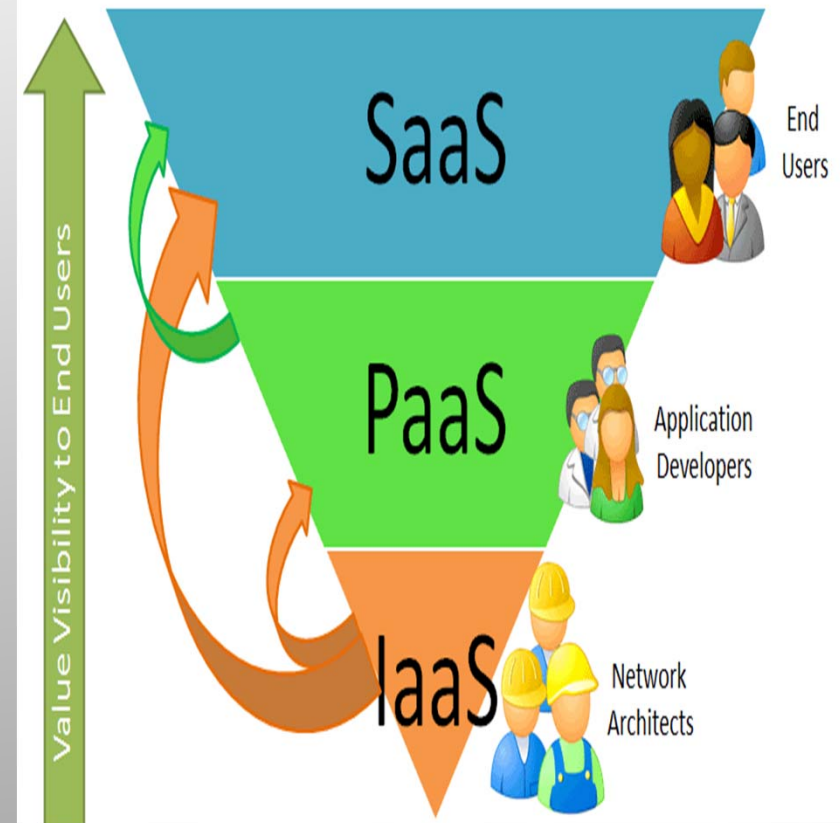 Value Visibility to End Users
SaaS
End
Users
PaaS
Application
Developers
IaaS
Network
Architects